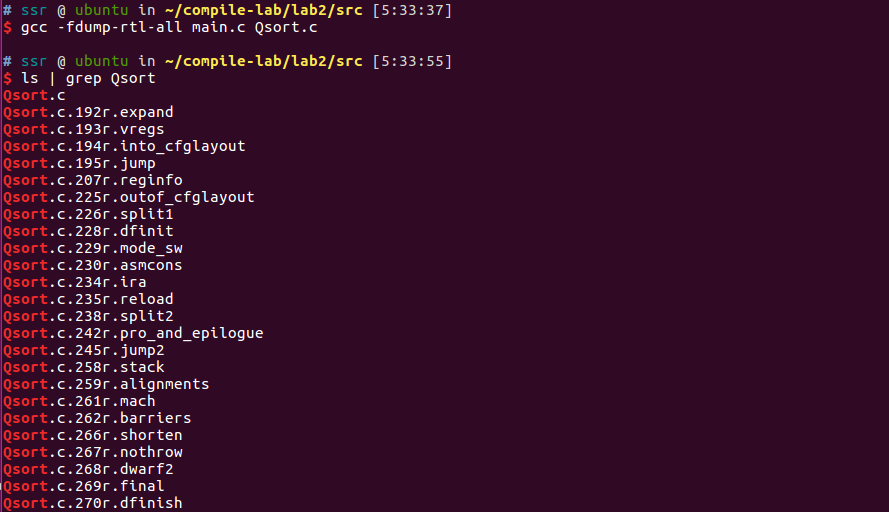 # ssr @ ubuntu in ~/compile-lab/lab2/src [5:33:37]
$ gcc -fdump-rtl-all main.c Qsort.c
# ssr @ ubuntu in ~/compile-lab/lab2/src [5:33:55]
$ ls | grep Qsort
Qsort.c
Qsort.c.192r.expand
Qsort.c.193r.vregs
Qsort.c.194r.into_cfglayout
Qsort.c.195r.jump
Qsort.c.207r.reginfo
Qsort.c.225r.outof_cfglayout
Qsort.c.226r.split1
Qsort.c.228r.dfinit
Qsort.c.229r.mode_sw
Qsort.c.230r.asmcons
Qsort.c.234r.ira
Qsort.c.235r.reload
Qsort.c.238r.split2
Qsort.c.242r.pro_and_epilogue
Qsort.c.245r.jump2
Qsort.c.258r.stack
Qsort.c.259r.alignments
Qsort.c.261r.mach
Qsort.c.262r.barriers
Qsort.c.266r.shorten
Qsort.c.267r.nothrow
Qsort.c.268r.dwarf2
Qsort.c.269r.final
Qsort.c.270r.dfinish